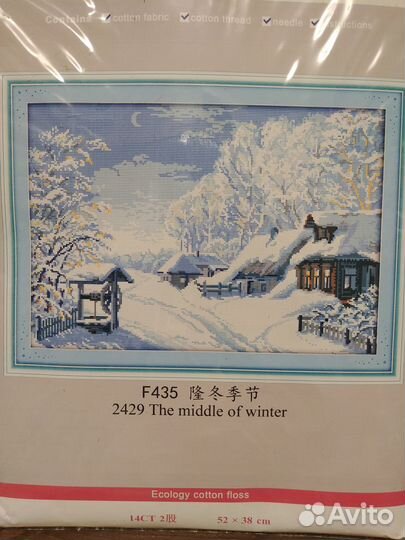 Contains ✓ cotton fabric ✓ cotton thread ✓ needle ✓ instructions
F435 隆冬季节
2429 The middle of winter
Ecology cotton floss
14CT 2股 52 × 38 cm
Avito